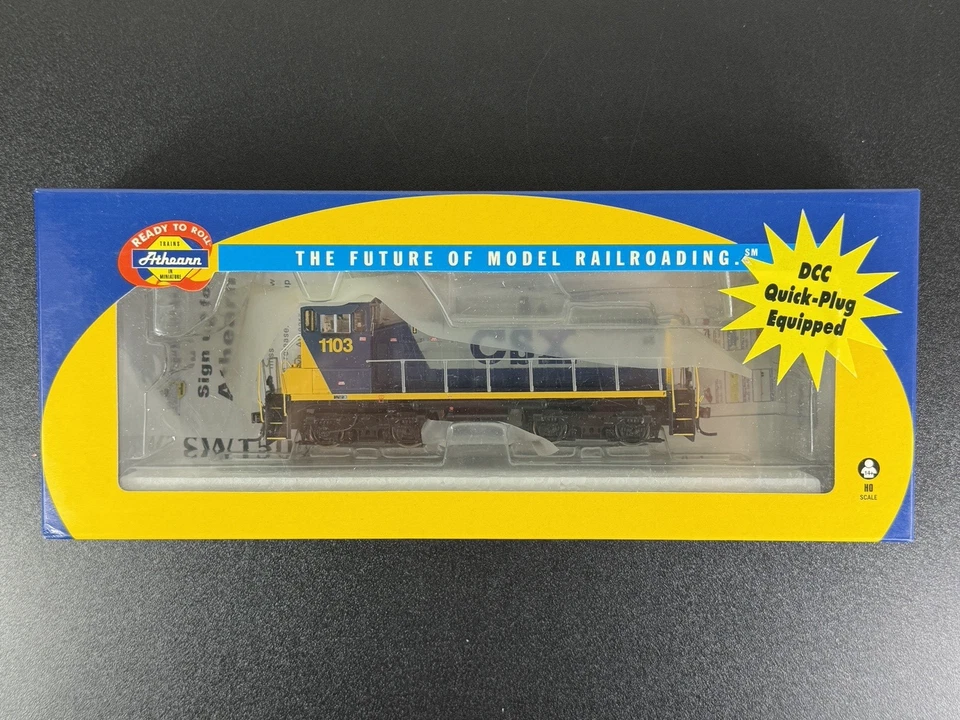 READY TO ROLL
TRAINS
Athearn
IN
MINIATURE
THE FUTURE OF MODEL RAILROADING.SM
DCC
Quick-Plug
Equipped
1103
CSX
Sign
HO
SCALE